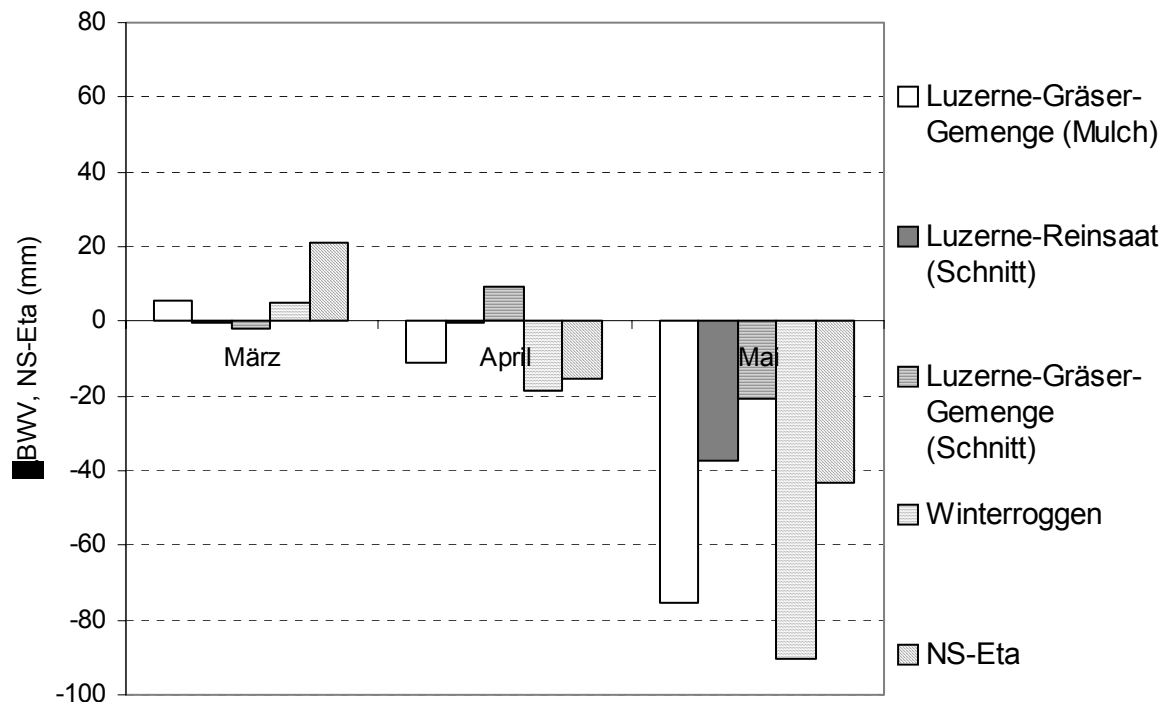 80
60
40
20
0
-20
-40
-60
-80
-100
BWV, NS-Eta (mm)
März
April
Mai
Luzerne-Gräser-
Gemenge (Mulch)
Luzerne-Reinsaat
(Schnitt)
Luzerne-Gräser-
Gemenge
(Schnitt)
Winterroggen
NS-Eta